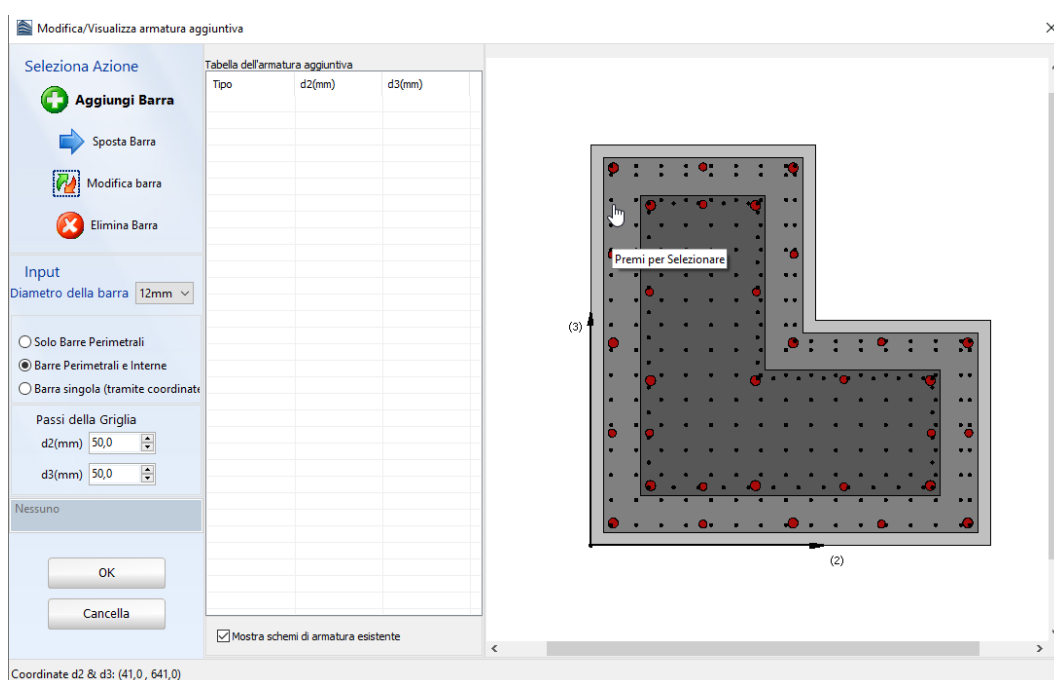 Modifica/Visualizza armatura aggiuntiva
Seleziona Azione
Aggiungi Barra
Sposta Barra
Modifica barra
Elimina Barra
Input
Diametro della barra 12mm
Solo Barre Perimetrali
Barre Perimetrali e Interne
Barra singola (tramite coordinate
Passi della Griglia
d2(mm) 50,0
d3(mm) 50,0
Nessuno
OK
Cancella
Tabella dell'armatura aggiuntiva
Tipo d2(mm) d3(mm)
Mostra schemi di armatura esistente
Premi per Selezionare
(3)
(2)
Coordinate d2 & d3: (41,0 , 641,0)